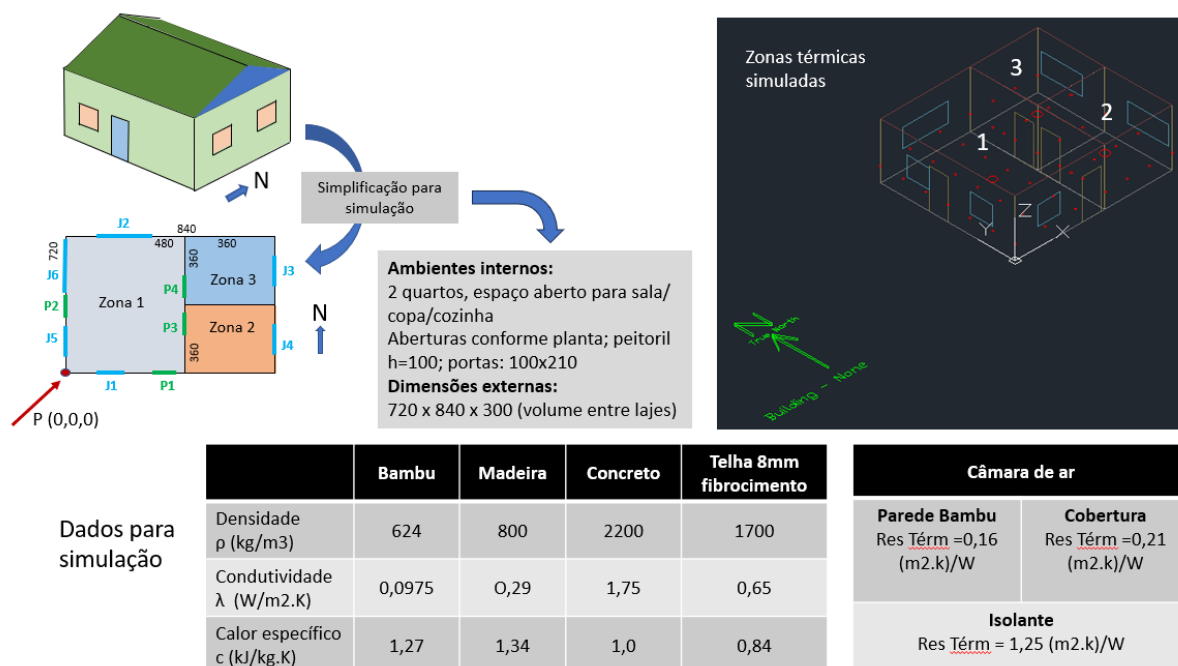 N
Simplificação para
simulação
J2
840
480
360
720
360
J6
P4
Zona 3
J3
P2
Zona 1
N
P3
Zona 2
J5
360
J4
J1
P1
P (0,0,0)
Ambientes internos:
2 quartos, espaço aberto para sala/
copa/cozinha
Aberturas conforme planta; peitoril
h=100; portas: 100x210
Dimensões externas:
720 x 840 x 300 (volume entre lajes)
Zonas térmicas
simuladas
3
2
1
Z
Y
X
N
True North
Building - None
Dados para
simulação
Bambu Madeira Concreto Telha 8mm
fibrocimento
Densidade
ρ (kg/m3) 624 800 2200 1700
Condutividade
λ (W/m2.K) 0,0975 O,29 1,75 0,65
Calor específico
c (kJ/kg.K) 1,27 1,34 1,0 0,84
Câmara de ar
Parede Bambu Cobertura
Res Térm =0,16 Res Térm =0,21
(m2.k)/W (m2.k)/W
Isolante
Res Térm = 1,25 (m2.k)/W